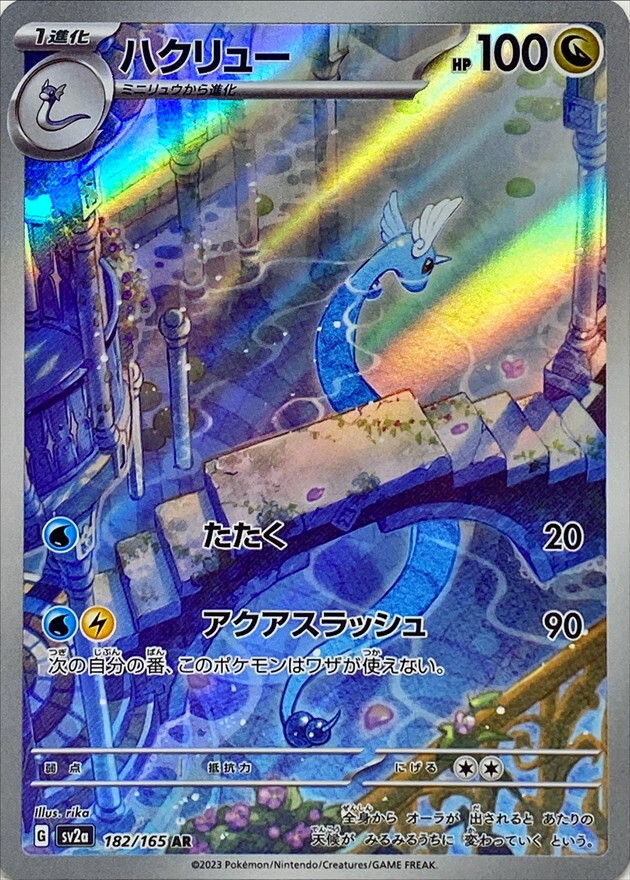 1進化
ハクリュー
HP 100
ミニリュウから進化
たたく 20
アクアスラッシュ 90
次の自分の番、このポケモンはワザが使えない。
弱点 抵抗力 にげる
Illus. rika
全身から オーラが 出されると あたりの
G sv2a 182/165 AR
天候が みるみるうちに 変わっていく という。
©2023 Pokémon/Nintendo/Creatures/GAME FREAK.